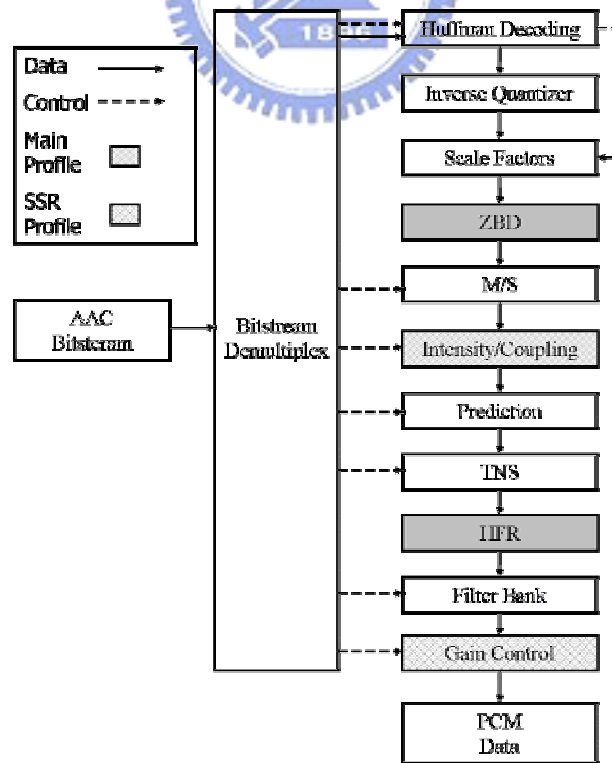 Huffman Decoding
Data
Control
Main
Profile
SSR
Profile
Inverse Quantizer
Scale Factors
ZBD
M/S
AAC
Bitsteram
Bitstream
Demultiplex
Intensity/Coupling
Prediction
TNS
HFR
Filter Bank
Gain Control
PCM
Data